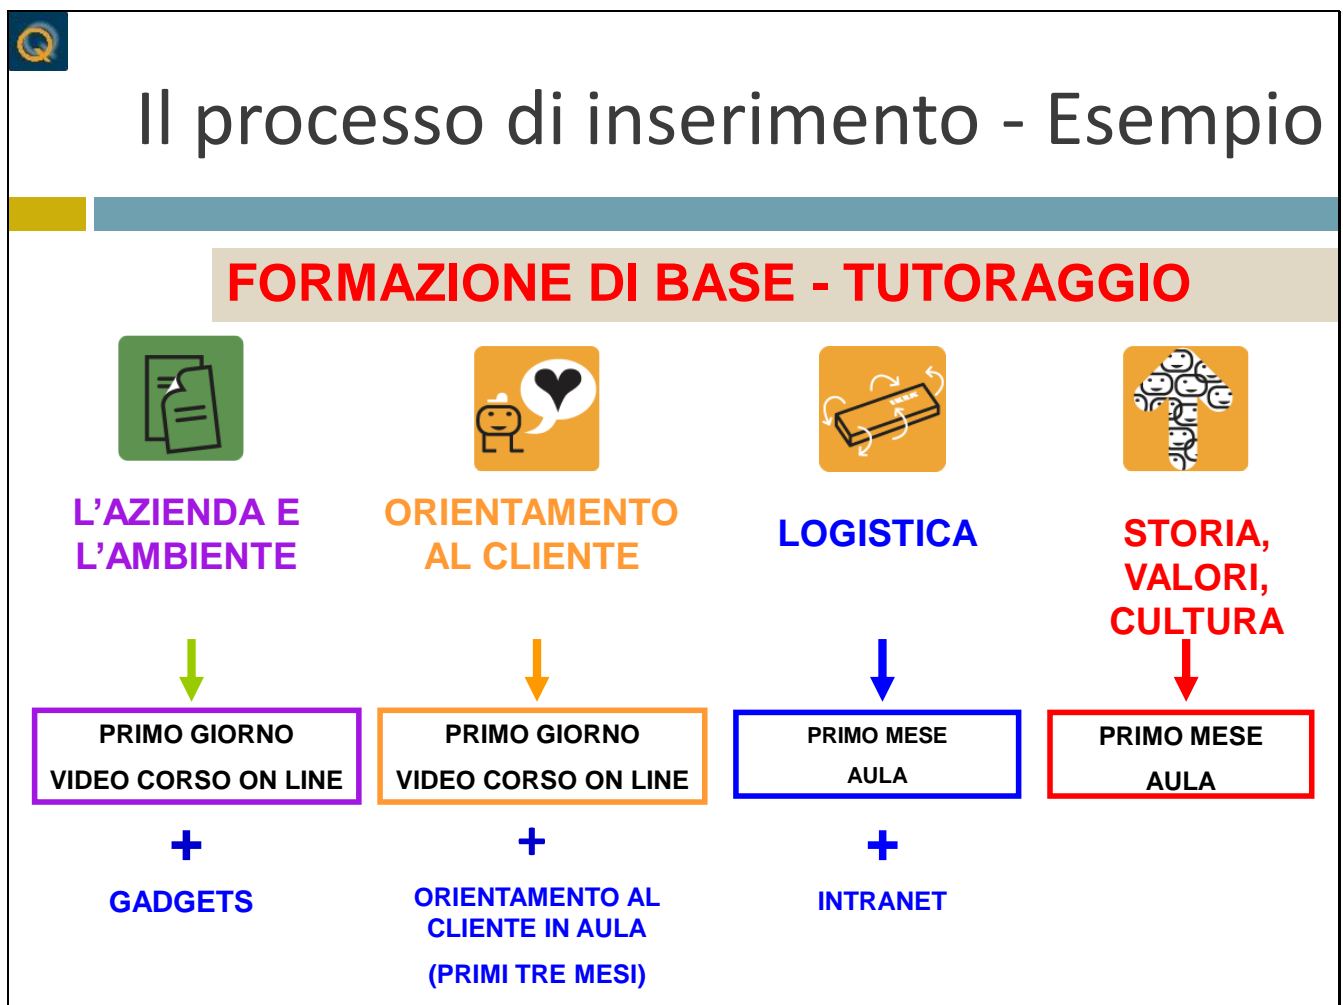 Il processo di inserimento - Esempio
FORMAZIONE DI BASE - TUTORAGGIO
L’AZIENDA E
L’AMBIENTE
ORIENTAMENTO
AL CLIENTE
LOGISTICA
STORIA,
VALORI,
CULTURA
PRIMO GIORNO
VIDEO CORSO ON LINE
PRIMO GIORNO
VIDEO CORSO ON LINE
PRIMO MESE
AULA
PRIMO MESE
AULA
+
+
+
GADGETS
ORIENTAMENTO AL
CLIENTE IN AULA
(PRIMI TRE MESI)
INTRANET